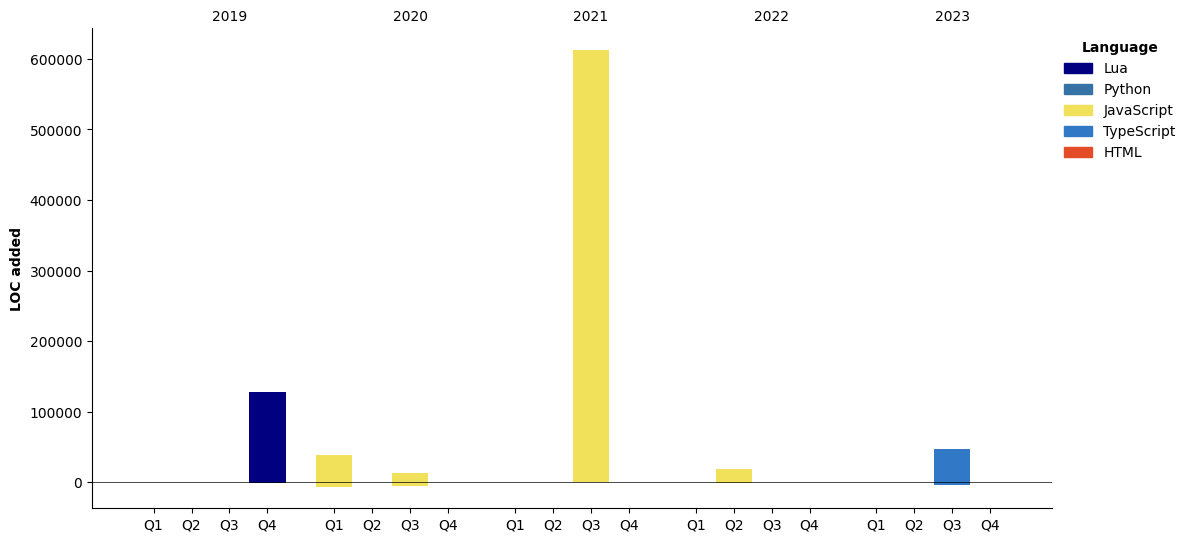 2019 2020 2021 2022 2023
Language
Lua
Python
JavaScript
TypeScript
HTML
LOC added
600000
500000
400000
300000
200000
100000
0
Q1 Q2 Q3 Q4 Q1 Q2 Q3 Q4 Q1 Q2 Q3 Q4 Q1 Q2 Q3 Q4 Q1 Q2 Q3 Q4